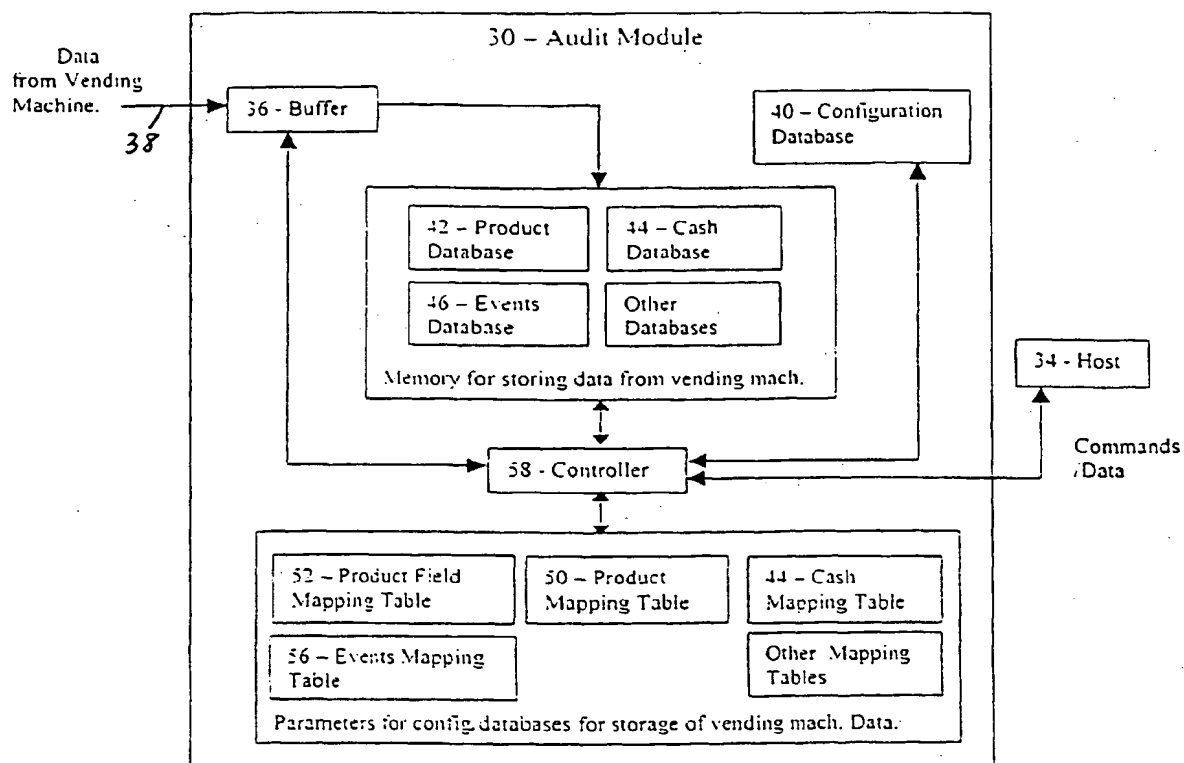 30 – Audit Module
Data
from Vending
Machine.
38
36 - Buffer
40 – Configuration
Database
42 – Product
Database
44 – Cash
Database
46 – Events
Database
Other
Databases
Memory for storing data from vending mach.
34 - Host
58 - Controller
Commands
/Data
52 – Product Field
Mapping Table
50 – Product
Mapping Table
44 – Cash
Mapping Table
56 – Events Mapping
Table
Other Mapping
Tables
Parameters for config. databases for storage of vending mach. Data.